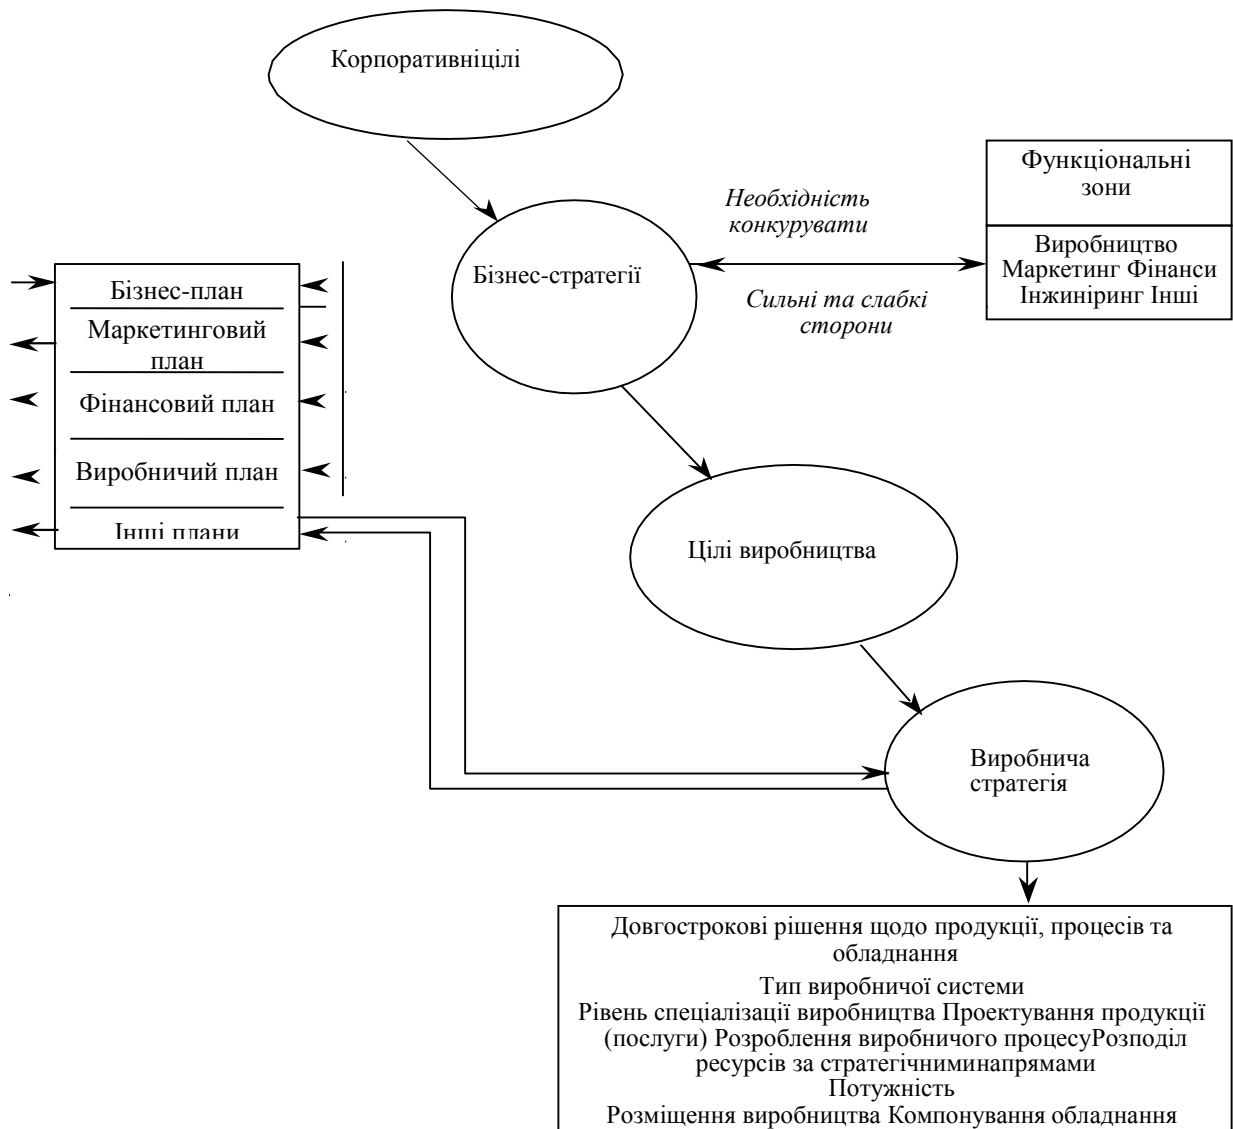 Корпоративніцілі
Функціональні
зони
Необхідність
конкурувати
Виробництво
Маркетинг Фінанси
Інжиніринг Інші
Бізнес-стратегії
Сильні та слабкі
сторони
Бізнес-план
Маркетинговий
план
Фінансовий план
Виробничий план
Інші плани
Цілі виробництва
Виробнича
стратегія
Довгострокові рішення щодо продукції, процесів та
обладнання
Тип виробничої системи
Рівень спеціалізації виробництва Проектування продукції
(послуги) Розроблення виробничого процесуРозподіл
ресурсів за стратегічниминапрямами
Потужність
Розміщення виробництва Компонування обладнання